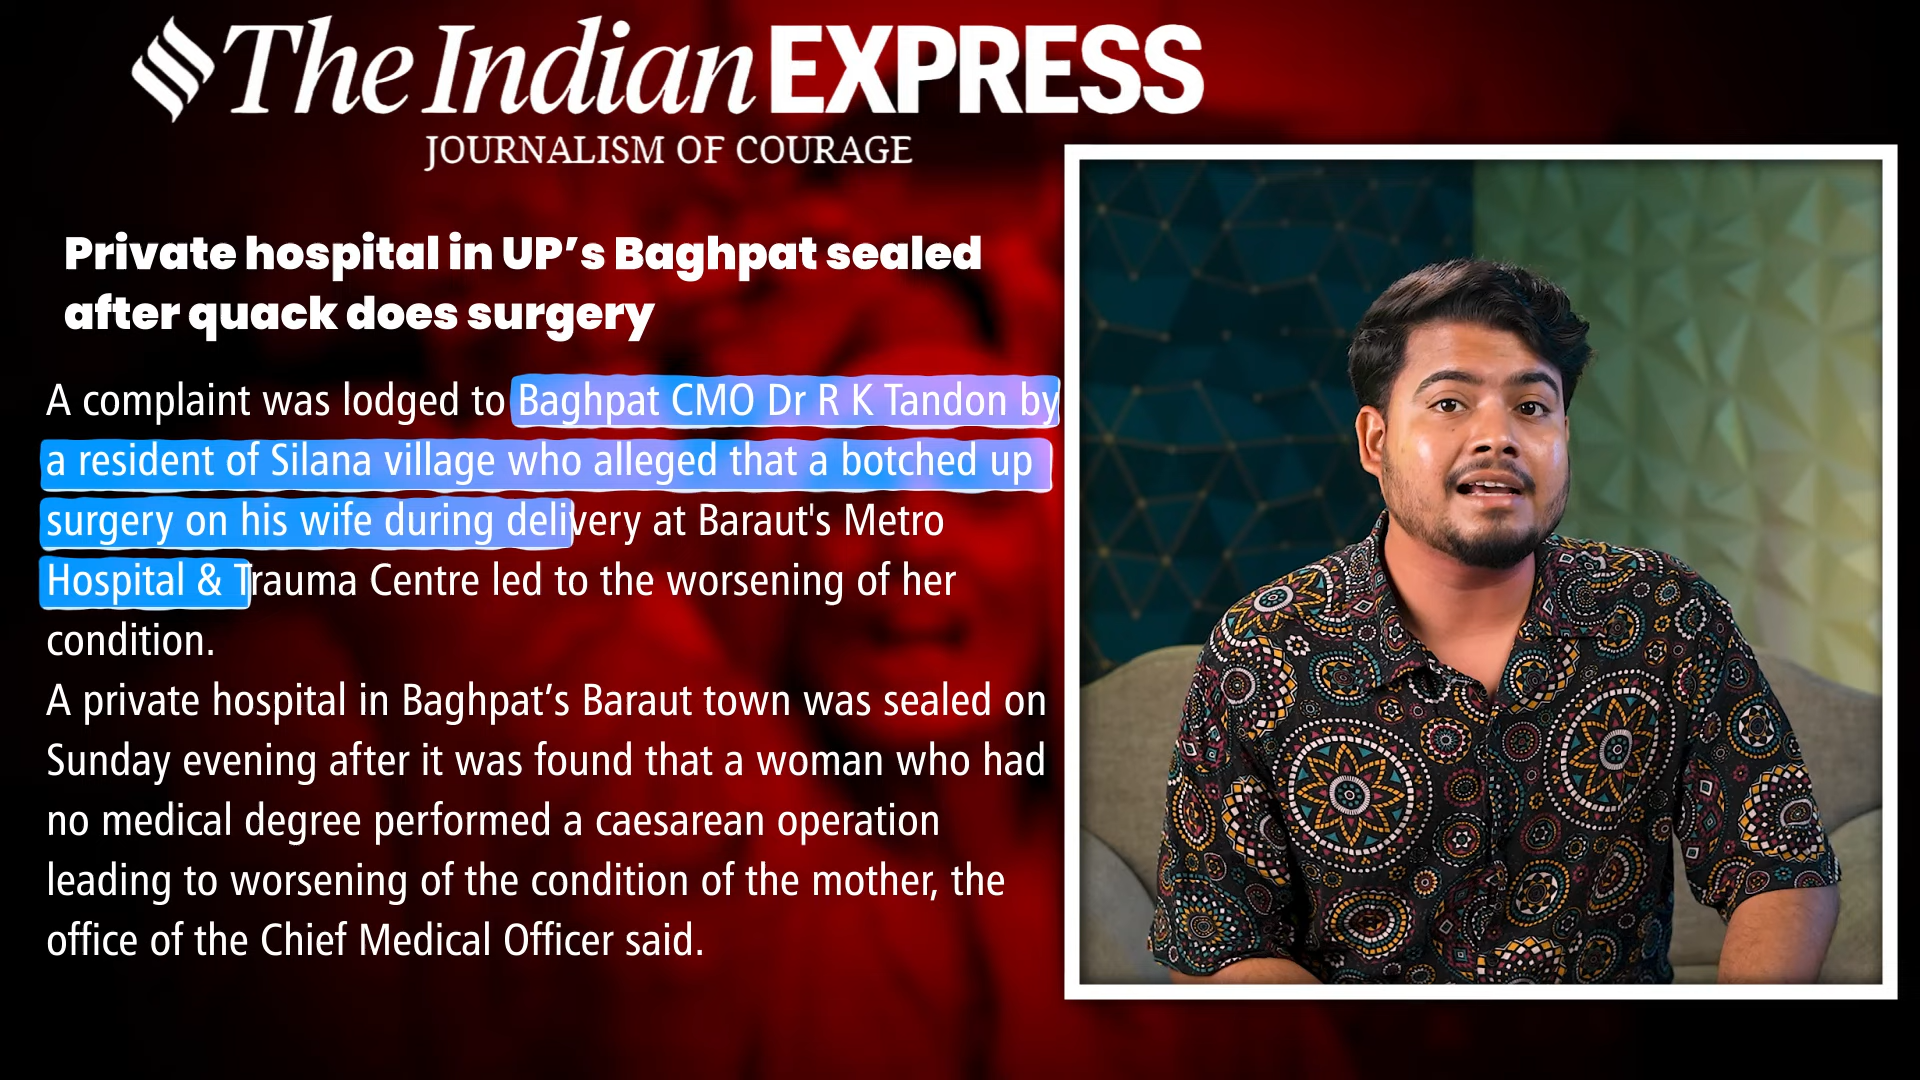 The Indian EXPRESS
JOURNALISM OF COURAGE
Private hospital in UP’s Baghpat sealed
after quack does surgery
A complaint was lodged to Baghpat CMO Dr R K Tandon by
a resident of Silana village who alleged that a botched up
surgery on his wife during delivery at Baraut's Metro
Hospital & Trauma Centre led to the worsening of her
condition.
A private hospital in Baghpat’s Baraut town was sealed on
Sunday evening after it was found that a woman who had
no medical degree performed a caesarean operation
leading to worsening of the condition of the mother, the
office of the Chief Medical Officer said.